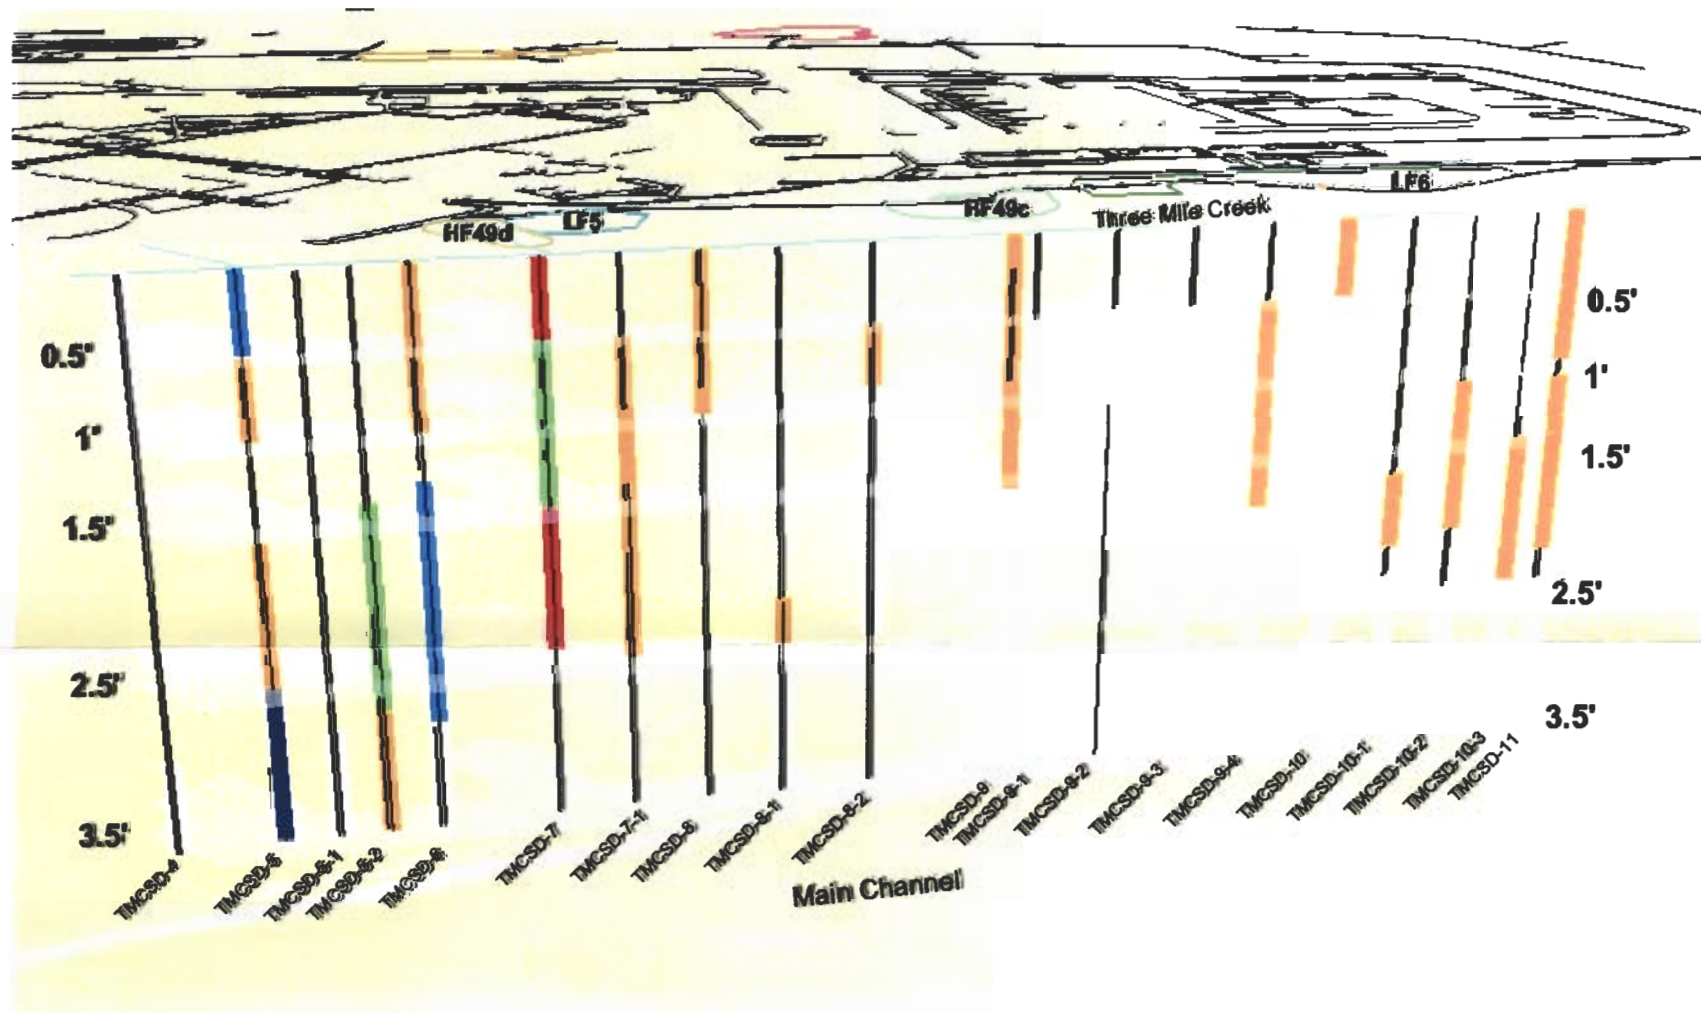 LF6
RF49c
Three Mile Creek
LF5
HF49d
0.5'
0.5'
1'
1'
1.5'
1.5'
2.5'
2.5'
3.5'
3.5'
TMCSD-4
TMCSD-5
TMCSD-5-1
TMCSD-5-2
TMCSD-6
TMCSD-7
TMCSD-7-1
TMCSD-8
TMCSD-8-1
TMCSD-8-2
TMCSD-9
TMCSD-9-1
TMCSD-9-2
TMCSD-9-3
TMCSD-9-4
TMCSD-10
TMCSD-10-1
TMCSD-10-2
TMCSD-10-3
TMCSD-11
Main Channel